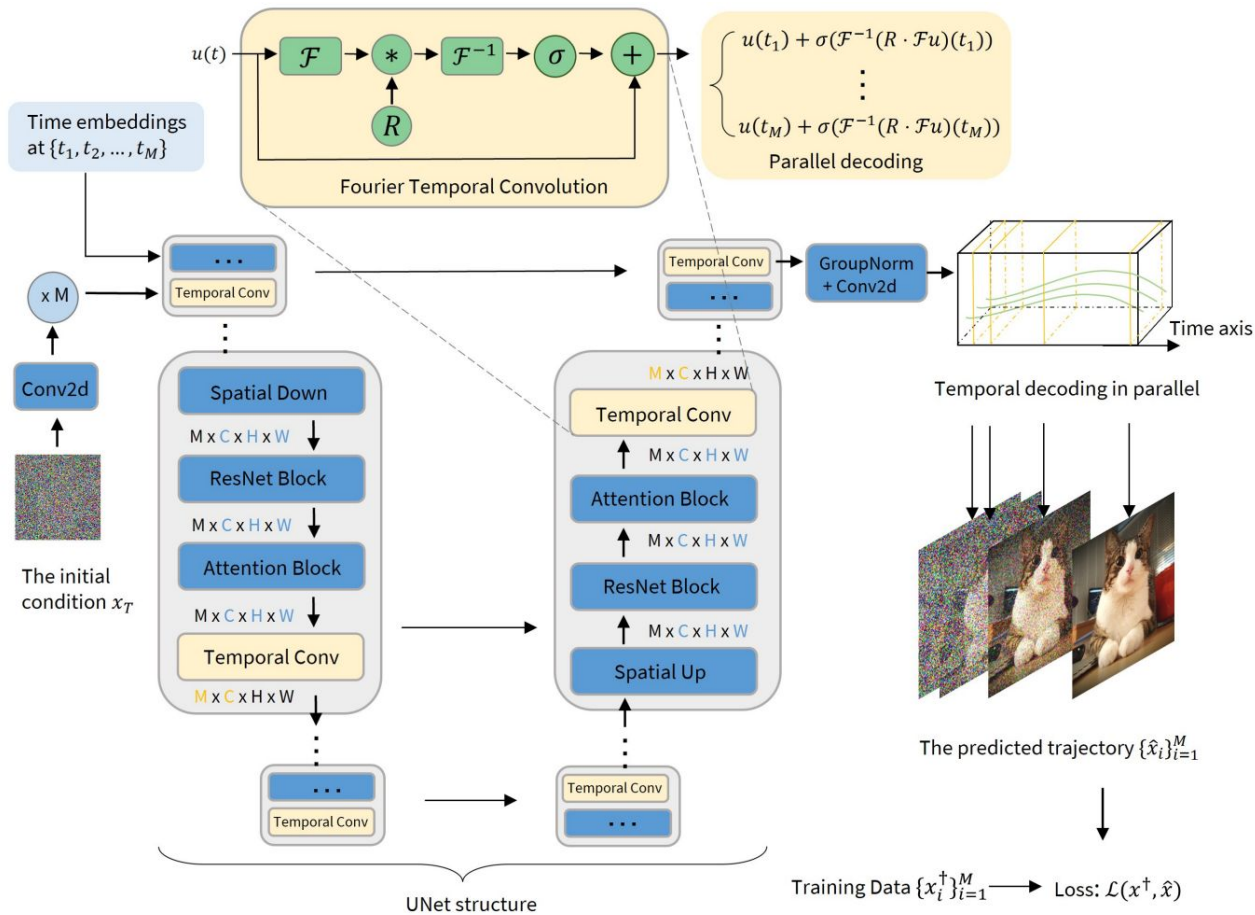 u(t)
ℱ
*
ℱ⁻¹
σ
+
R
Fourier Temporal Convolution
u(t₁) + σ(ℱ⁻¹(R · ℱu)(t₁))
⋮
u(t_M) + σ(ℱ⁻¹(R · ℱu)(t_M))
Parallel decoding
Time embeddings
at {t₁, t₂, ... , t_M}
...
Temporal Conv
x M
Conv2d
The initial
condition x_T
⋮
Spatial Down
M x C x H x W
ResNet Block
M x C x H x W
Attention Block
M x C x H x W
Temporal Conv
M x C x H x W
⋮
...
Temporal Conv
Temporal Conv
...
⋮
M x C x H x W
Temporal Conv
M x C x H x W
Attention Block
M x C x H x W
ResNet Block
M x C x H x W
Spatial Up
⋮
Temporal Conv
...
UNet structure
GroupNorm
+ Conv2d
Time axis
Temporal decoding in parallel
The predicted trajectory {x̂ᵢ}ᵢ₌₁ᴹ
Training Data {xᵢ†}ᵢ₌₁ᴹ
Loss: ℒ(x†, x̂)